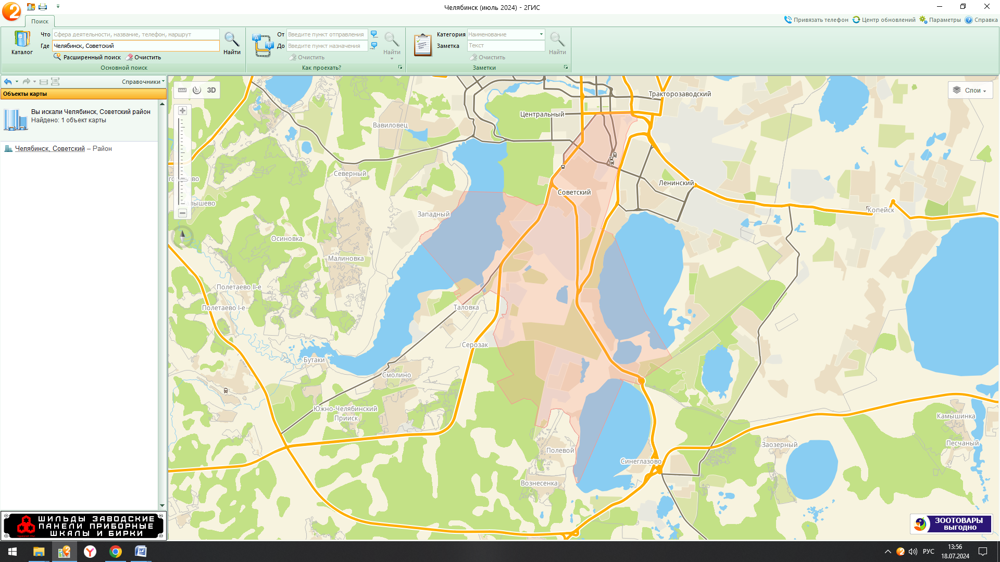 Челябинск (июль 2024) - 2ГИС
Поиск
Привязать телефон
Центр обновлений
Параметры
Справка
Каталог
Что
Сфера деятельности, название, телефон, маршрут
Где
Челябинск, Советский
Расширенный поиск
Очистить
Найти
Основной поиск
От
Введите пункт отправления
До
Введите пункт назначения
Очистить
Найти
Как проехать?
Категория
Наименование
Заметка
Текст
Очистить
Найти
Заметки
Справочники
Объекты карты
Вы искали Челябинск, Советский район
Найдено: 1 объект карты
Челябинск, Советский – Район
3D
Слои
Тракторозаводский
Центральный
Вавиловец
Северный
Ленинский
Советский
Копейск
Западный
Осиновка
Малиновка
Полетаево II-е
Полетаево I-е
Таловка
Серозак
Бутаки
Смолино
Южно-Челябинский
Прииск
Камышинка
Песчаный
Заозерный
Полевой
Синеглазово
Вознесенка
ШИЛЬДЫ ЗАВОДСКИЕ
ПАНЕЛИ ПРИБОРНЫЕ
ШКАЛЫ И БИРКИ
ЗООТОВАРЫ
ВЫГОДНО
РУС
13:56
18.07.2024